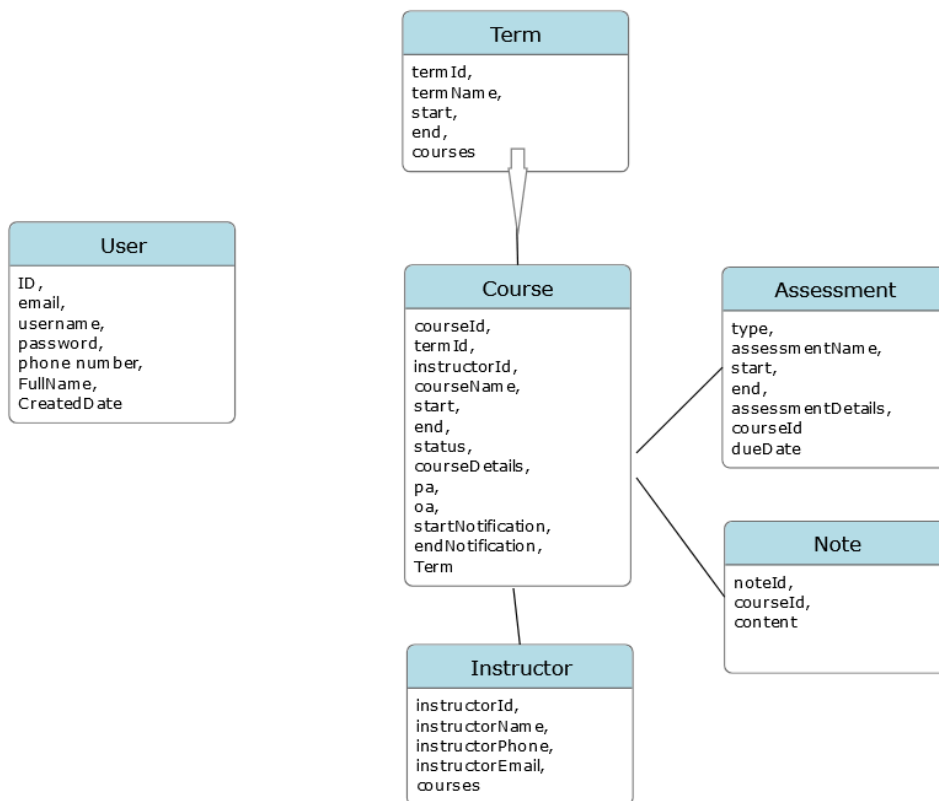 Term
termId,
termName,
start,
end,
courses
User
ID,
email,
username,
password,
phone number,
FullName,
CreatedDate
Course
courseId,
termId,
instructorId,
courseName,
start,
end,
status,
courseDetails,
pa,
oa,
startNotification,
endNotification,
Term
Assessment
type,
assessmentName,
start,
end,
assessmentDetails,
courseId
dueDate
Note
noteId,
courseId,
content
Instructor
instructorId,
instructorName,
instructorPhone,
instructorEmail,
courses